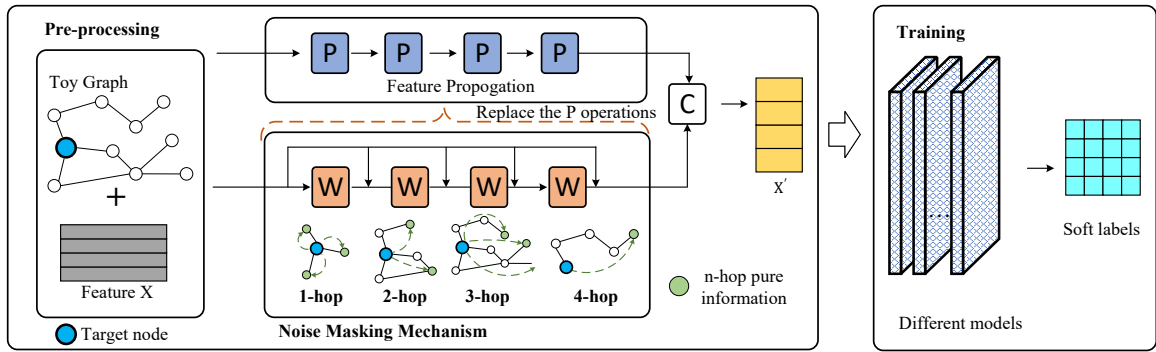 Pre-processing
Toy Graph
+
Feature X
Target node
P P P P
Feature Propogation
Replace the P operations
W W W W
1-hop 2-hop 3-hop 4-hop
Noise Masking Mechanism
C
X′
n-hop pure
information
Training
...
Different models
Soft labels